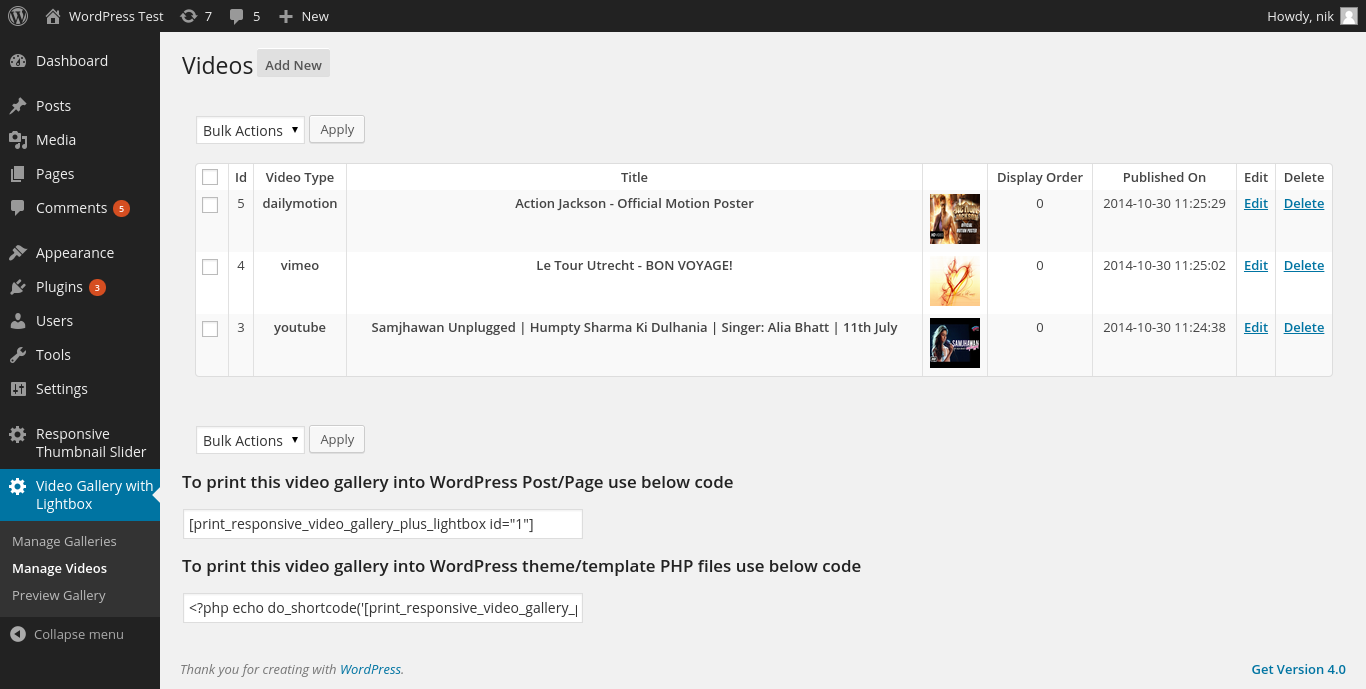 WordPress Test 7 5 New Howdy, nik
Dashboard
Posts
Media
Pages
Comments 5
Appearance
Plugins 3
Users
Tools
Settings
Responsive
Thumbnail Slider
Video Gallery with
Lightbox
Manage Galleries
Manage Videos
Preview Gallery
Collapse menu
Videos Add New
Bulk Actions Apply
Id Video Type Title Display Order Published On Edit Delete
5 dailymotion Action Jackson - Official Motion Poster 0 2014-10-30 11:25:29 Edit Delete
4 vimeo Le Tour Utrecht - BON VOYAGE! 0 2014-10-30 11:25:02 Edit Delete
3 youtube Samjhawan Unplugged | Humpty Sharma Ki Dulhania | Singer: Alia Bhatt | 11th July 0 2014-10-30 11:24:38 Edit Delete
Bulk Actions Apply
To print this video gallery into WordPress Post/Page use below code
[print_responsive_video_gallery_plus_lightbox id="1"]
To print this video gallery into WordPress theme/template PHP files use below code
<?php echo do_shortcode('[print_responsive_video_gallery_
Thank you for creating with WordPress. Get Version 4.0